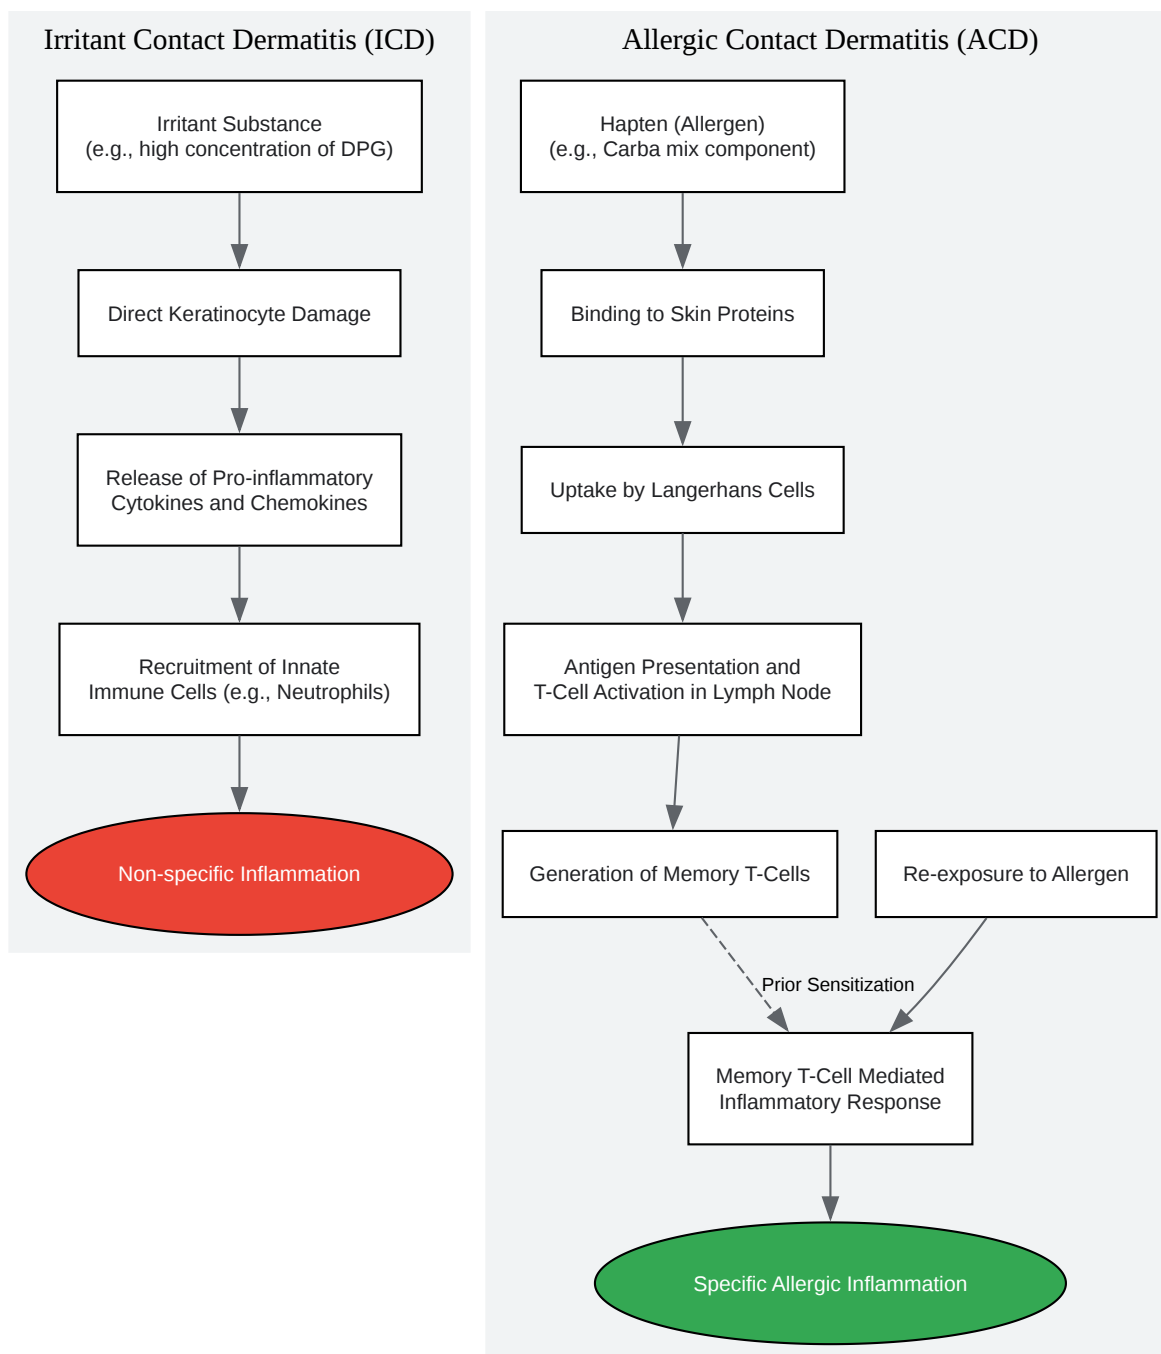 Irritant Contact Dermatitis (ICD)
Irritant Substance
(e.g., high concentration of DPG)
Direct Keratinocyte Damage
Release of Pro-inflammatory
Cytokines and Chemokines
Recruitment of Innate
Immune Cells (e.g., Neutrophils)
Non-specific Inflammation
Allergic Contact Dermatitis (ACD)
Hapten (Allergen)
(e.g., Carba mix component)
Binding to Skin Proteins
Uptake by Langerhans Cells
Antigen Presentation and
T-Cell Activation in Lymph Node
Generation of Memory T-Cells
Re-exposure to Allergen
Prior Sensitization
Memory T-Cell Mediated
Inflammatory Response
Specific Allergic Inflammation